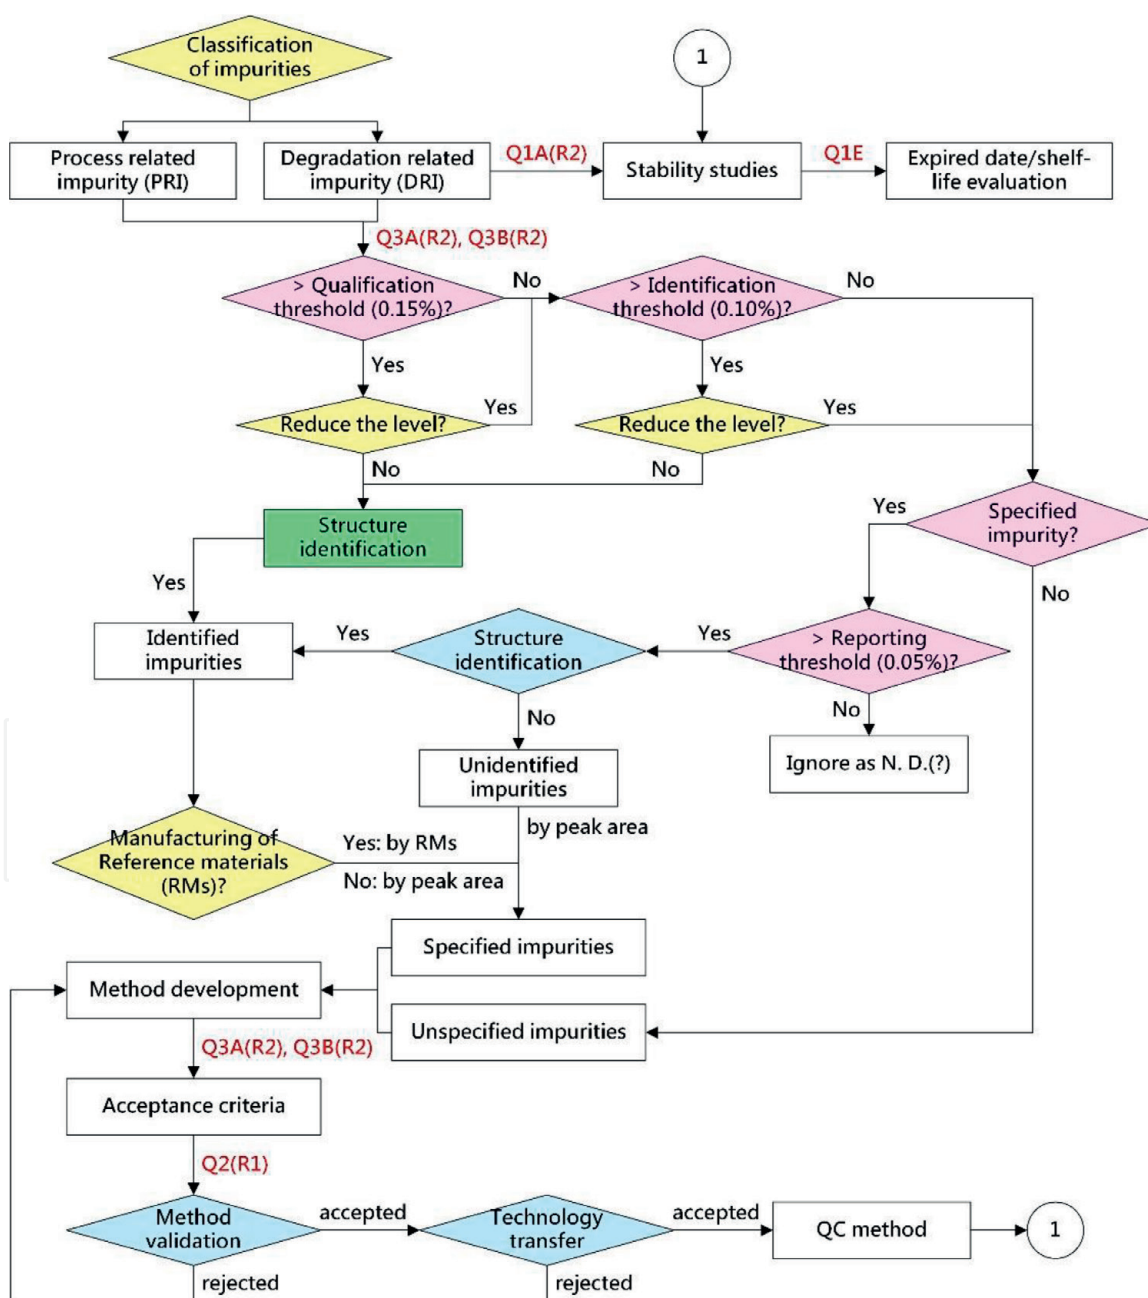 Classification
of impurities
1
Process related
impurity (PRI)
Degradation related
impurity (DRI)
Q1A(R2)
Stability studies
Q1E
Expired date/shelf-
life evaluation
Q3A(R2), Q3B(R2)
> Qualification
threshold (0.15%)?
No
> Identification
threshold (0.10%)?
No
Yes
Yes
Reduce the level?
Yes
Reduce the level?
Yes
No
No
Structure
identification
Yes
Specified
impurity?
Yes
No
Identified
impurities
Yes
Structure
identification
Yes
> Reporting
threshold (0.05%)?
No
No
Unidentified
impurities
Ignore as N. D.(?)
by peak area
Manufacturing of
Reference materials
(RMs)?
Yes: by RMs
No: by peak area
Specified impurities
Method development
Unspecified impurities
Q3A(R2), Q3B(R2)
Acceptance criteria
Q2(R1)
Method
validation
accepted
Technology
transfer
accepted
QC method
1
rejected
rejected